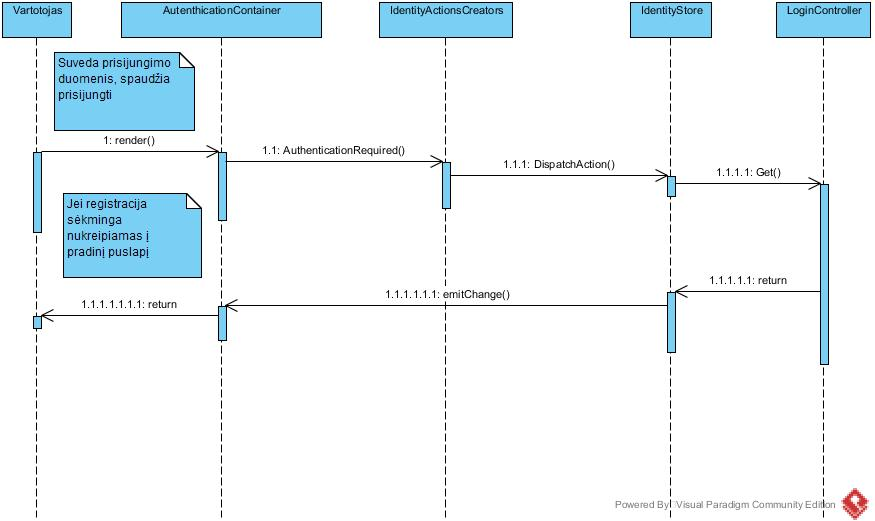 Vartotojas
AutenthicationContainer
IdentityActionsCreators
IdentityStore
LoginController
Suveda prisijungimo
duomenis, spaudžia
prisijungti
1: render()
1.1: AuthenticationRequired()
1.1.1: DispatchAction()
1.1.1.1: Get()
Jei registracija
sėkminga
nukreipiamas į
pradinį puslapį
1.1.1.1.1: return
1.1.1.1.1.1: emitChange()
1.1.1.1.1.1.1: return
Powered By Visual Paradigm Community Edition